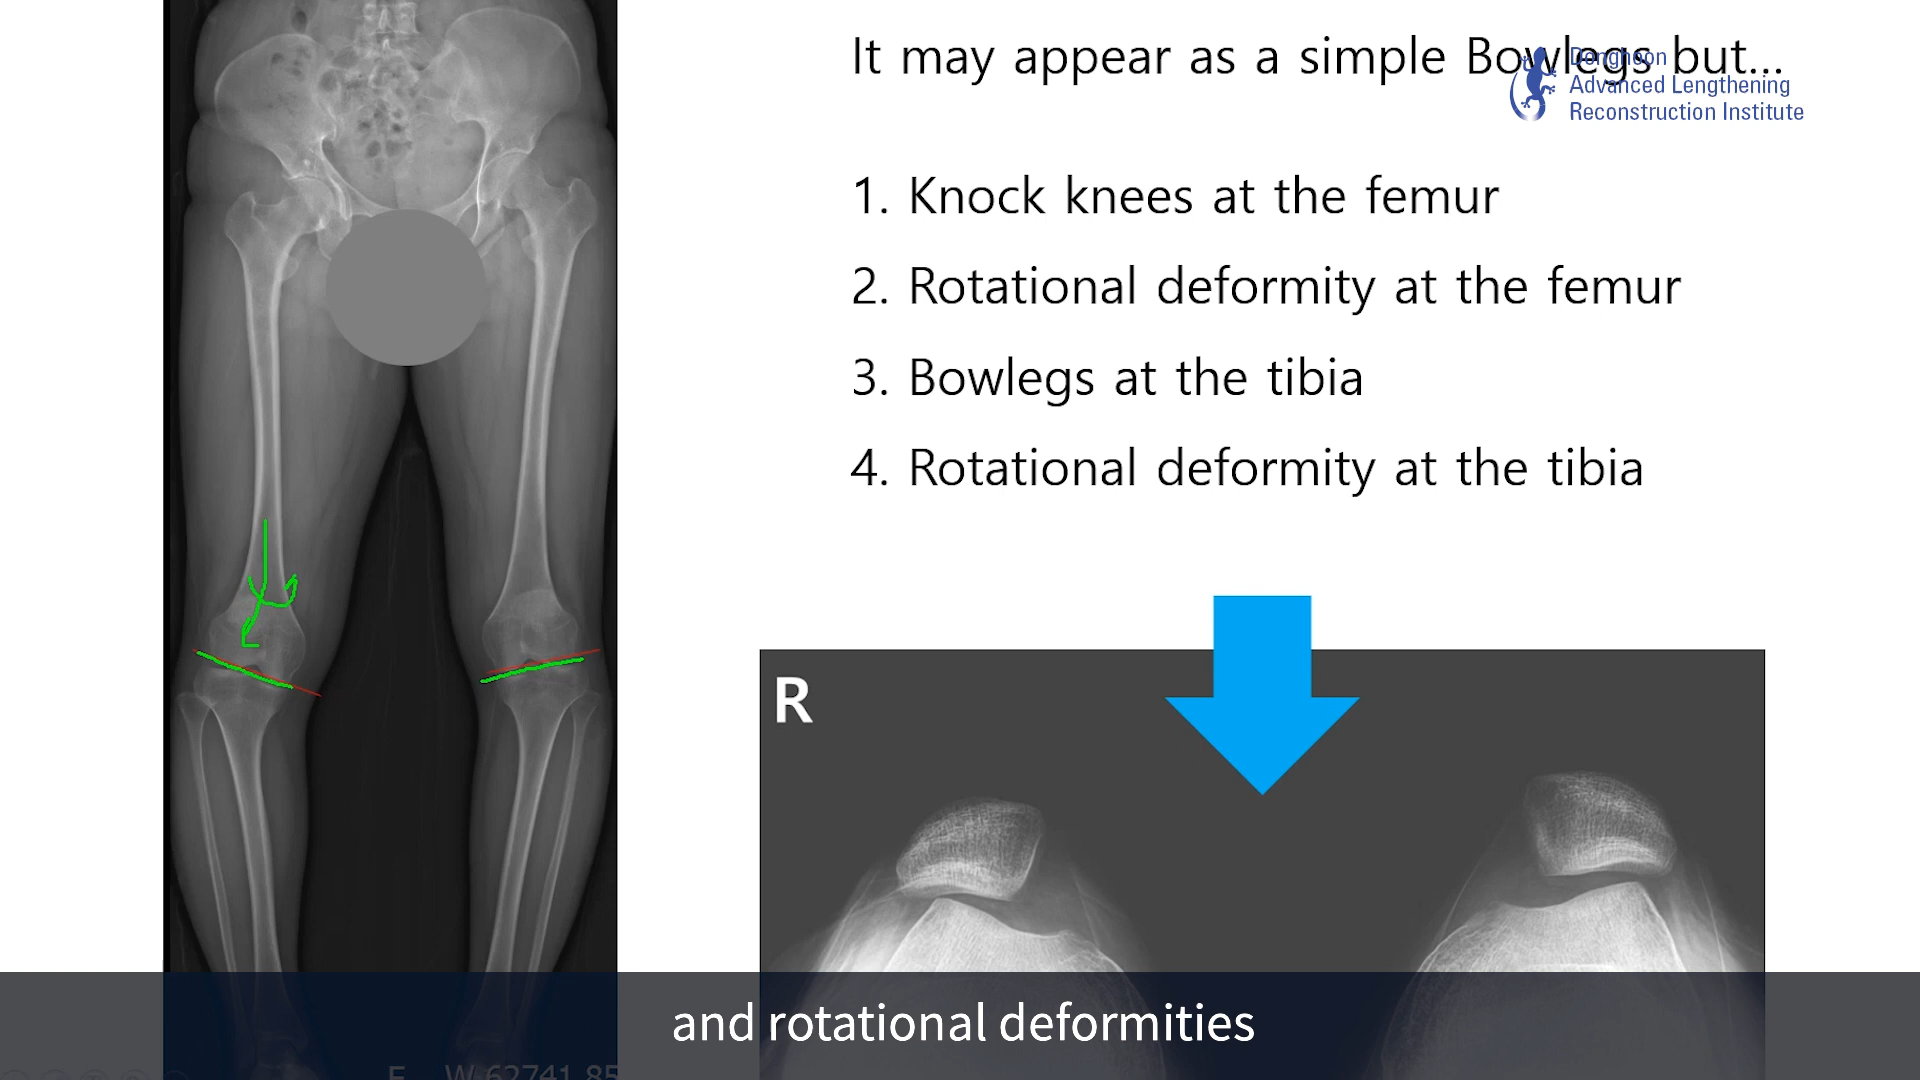 It may appear as a simple Bowlegs but...
Donghoon
Advanced Lengthening
Reconstruction Institute
1. Knock knees at the femur
2. Rotational deformity at the femur
3. Bowlegs at the tibia
4. Rotational deformity at the tibia
R
and rotational deformities